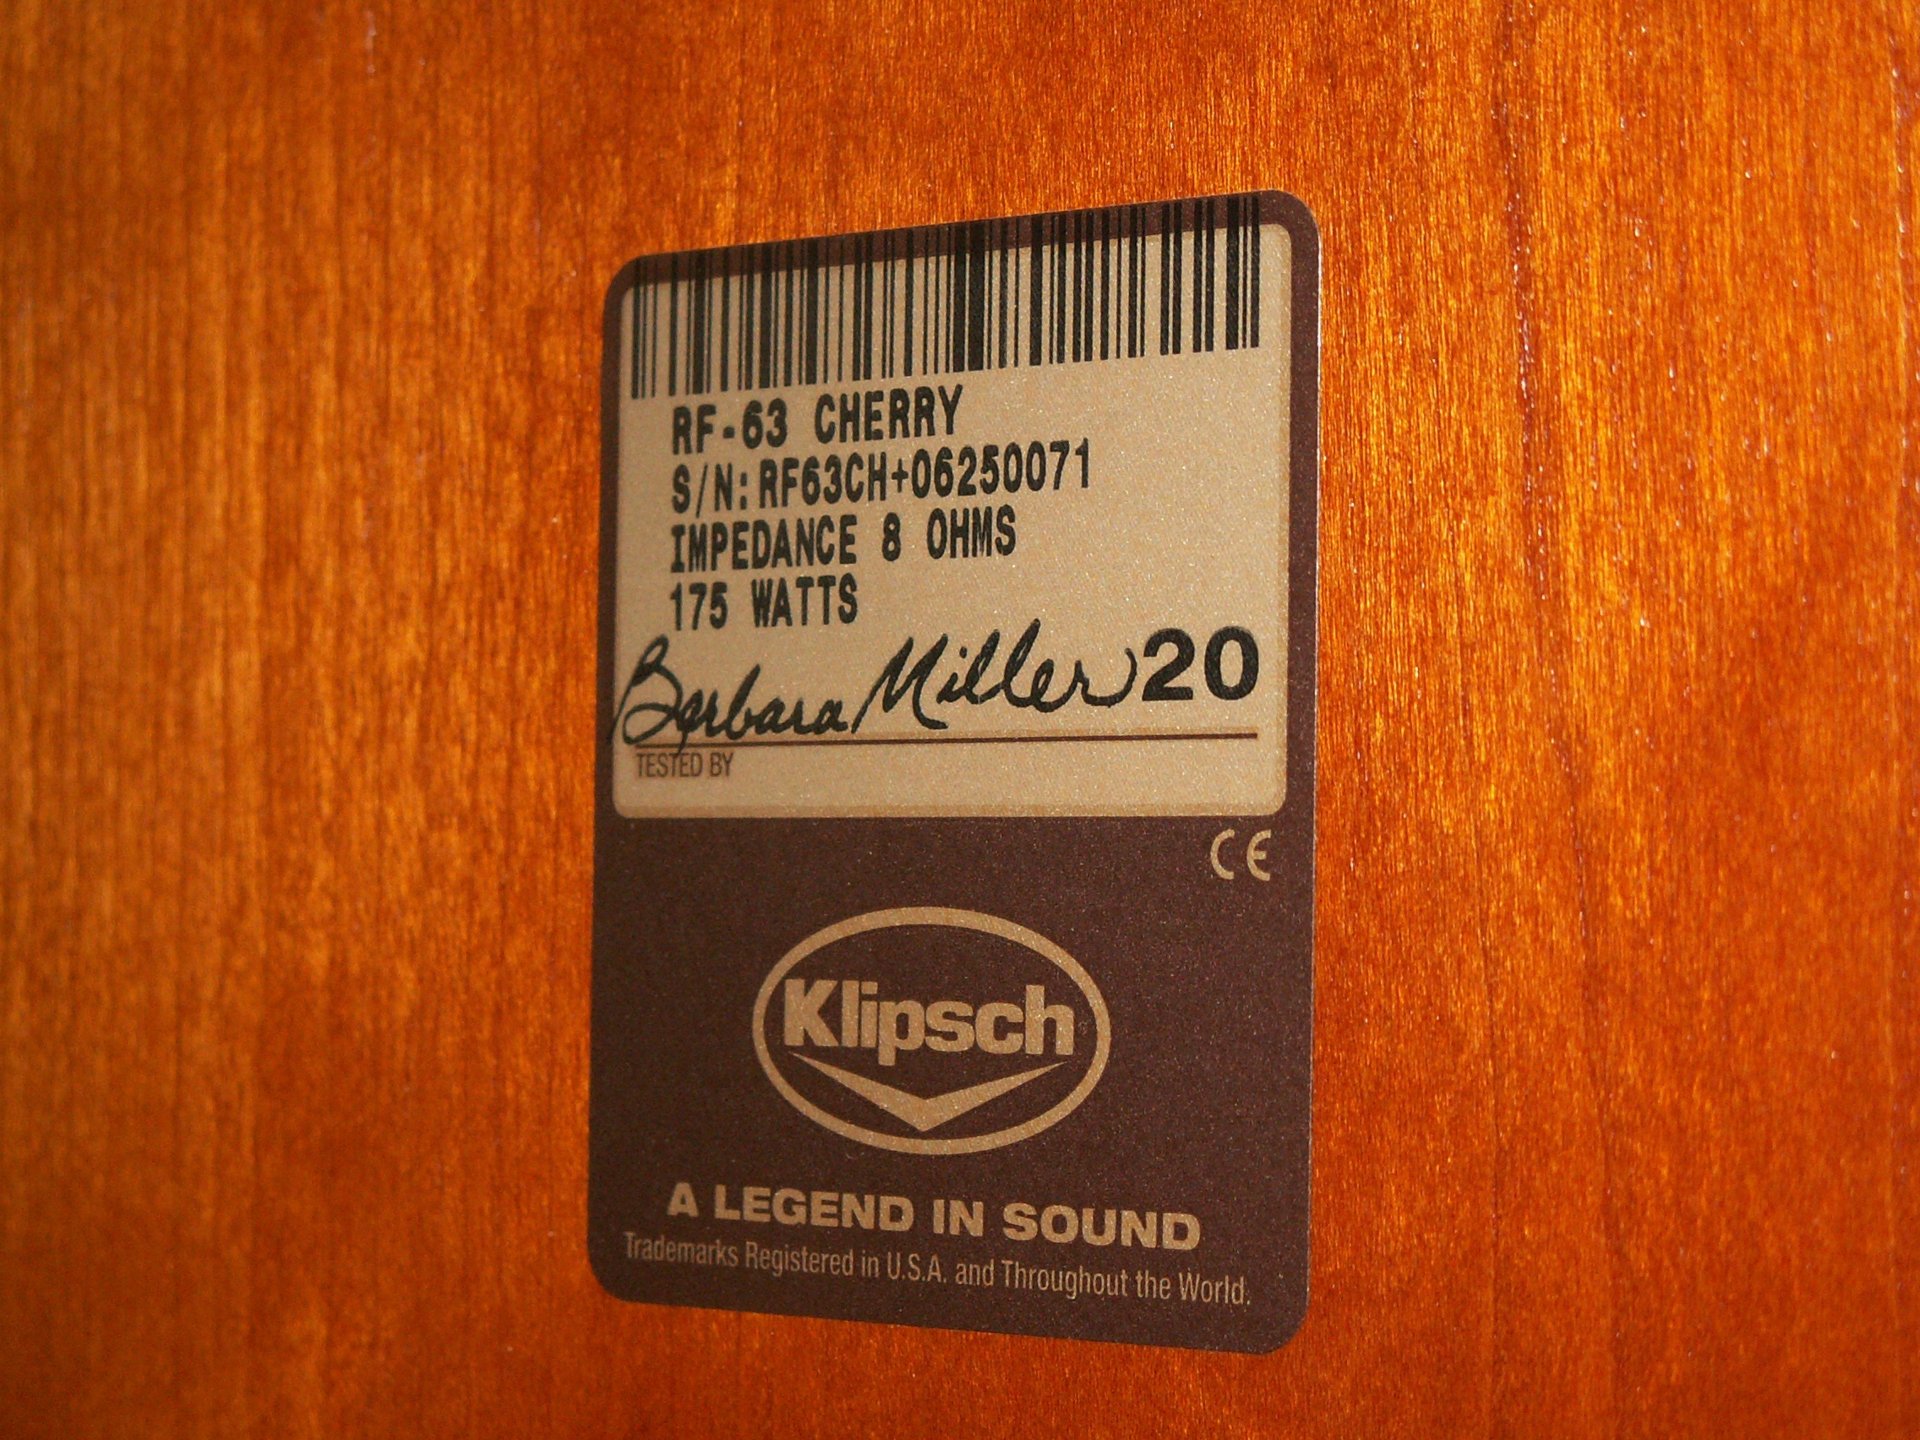 RF-63 CHERRY
S/N:RF63CH+06250071
IMPEDANCE 8 OHMS
175 WATTS
Barbara Miller 20
TESTED BY
CE
Klipsch
A LEGEND IN SOUND
Trademarks Registered in U.S.A. and Throughout the World.